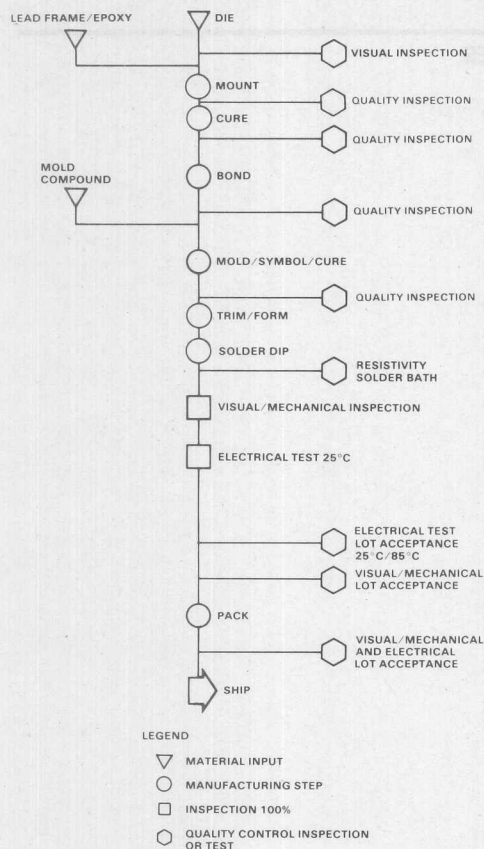 LEAD FRAME/EPOXY
DIE
VISUAL INSPECTION
MOUNT
QUALITY INSPECTION
CURE
QUALITY INSPECTION
MOLD
COMPOUND
BOND
QUALITY INSPECTION
MOLD/SYMBOL/CURE
QUALITY INSPECTION
TRIM/FORM
SOLDER DIP
RESISTIVITY
SOLDER BATH
VISUAL/MECHANICAL INSPECTION
ELECTRICAL TEST 25°C
ELECTRICAL TEST
LOT ACCEPTANCE
25°C/85°C
VISUAL/MECHANICAL
LOT ACCEPTANCE
PACK
VISUAL/MECHANICAL
AND ELECTRICAL
LOT ACCEPTANCE
SHIP
LEGEND
MATERIAL INPUT
MANUFACTURING STEP
INSPECTION 100%
QUALITY CONTROL INSPECTION
OR TEST